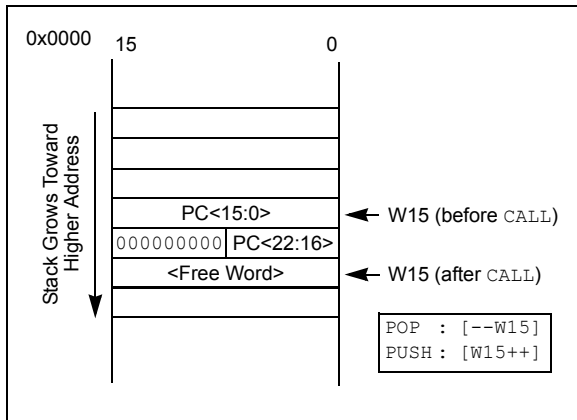 0x0000
15
0
Stack Grows Toward
Higher Address
PC<15:0>
W15 (before CALL)
000000000
PC<22:16>
<Free Word>
W15 (after CALL)
POP : [--W15]
PUSH : [W15++]